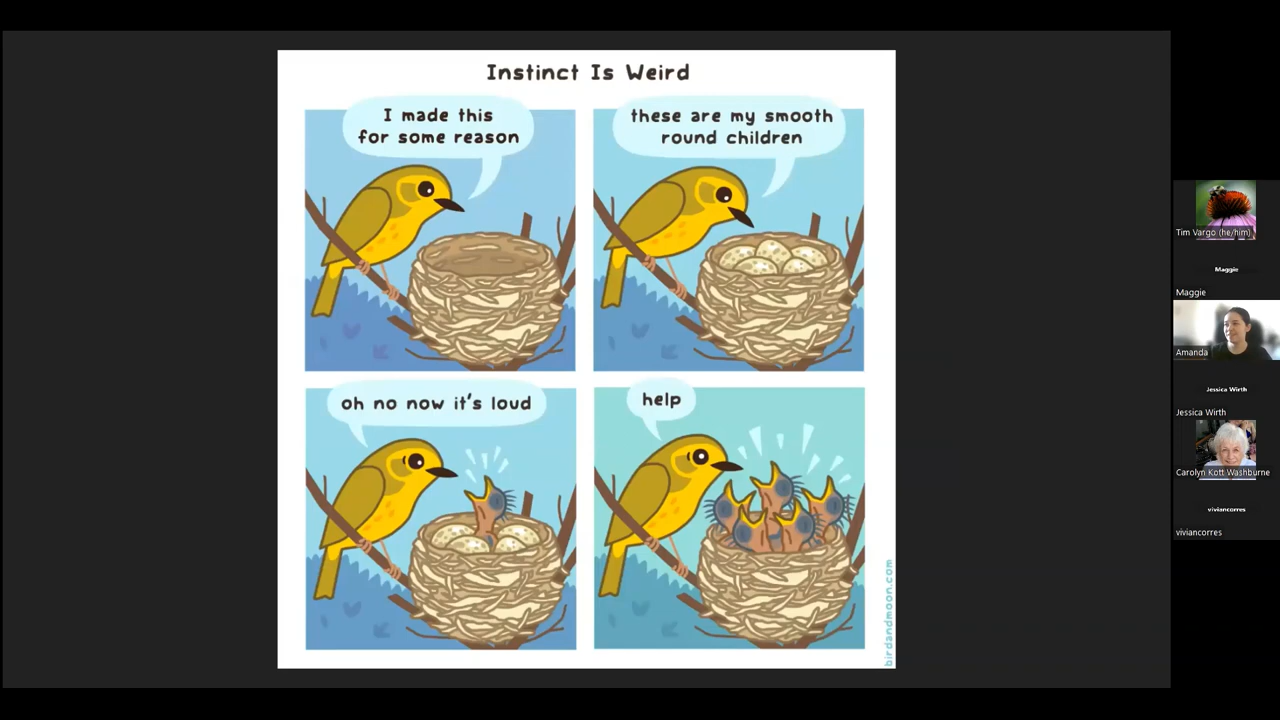 Instinct Is Weird
I made this
for some reason
these are my smooth
round children
oh no now it's loud
help
birdandmoon.com
Tim Vargo (he/him)
Maggie
Maggie
Amanda
Jessica Wirth
Jessica Wirth
Carolyn Kott Washburne
viviancorres
viviancorres